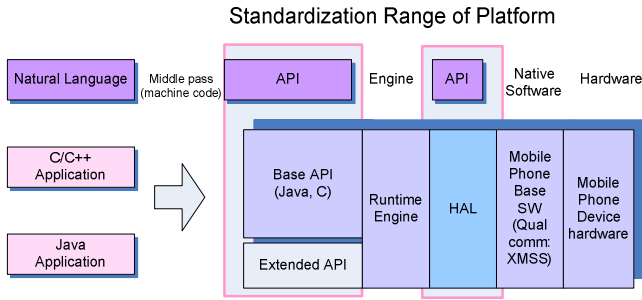 Standardization Range of Platform
Natural Language
Middle pass
(machine code)
API
Engine
API
Native
Software
Hardware
C/C++
Application
Java
Application
Base API
(Java, C)
Extended API
Runtime
Engine
HAL
Mobile
Phone
Base
SW
(Qual
comm:
XMSS)
Mobile
Phone
Device
hardware